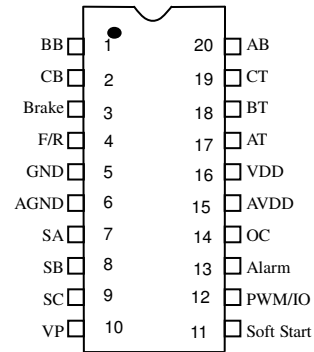 BB 1 20 AB
CB 2 19 CT
Brake 3 18 BT
F/R 4 17 AT
GND 5 16 VDD
AGND 6 15 AVDD
SA 7 14 OC
SB 8 13 Alarm
SC 9 12 PWM/IO
VP 10 11 Soft Start